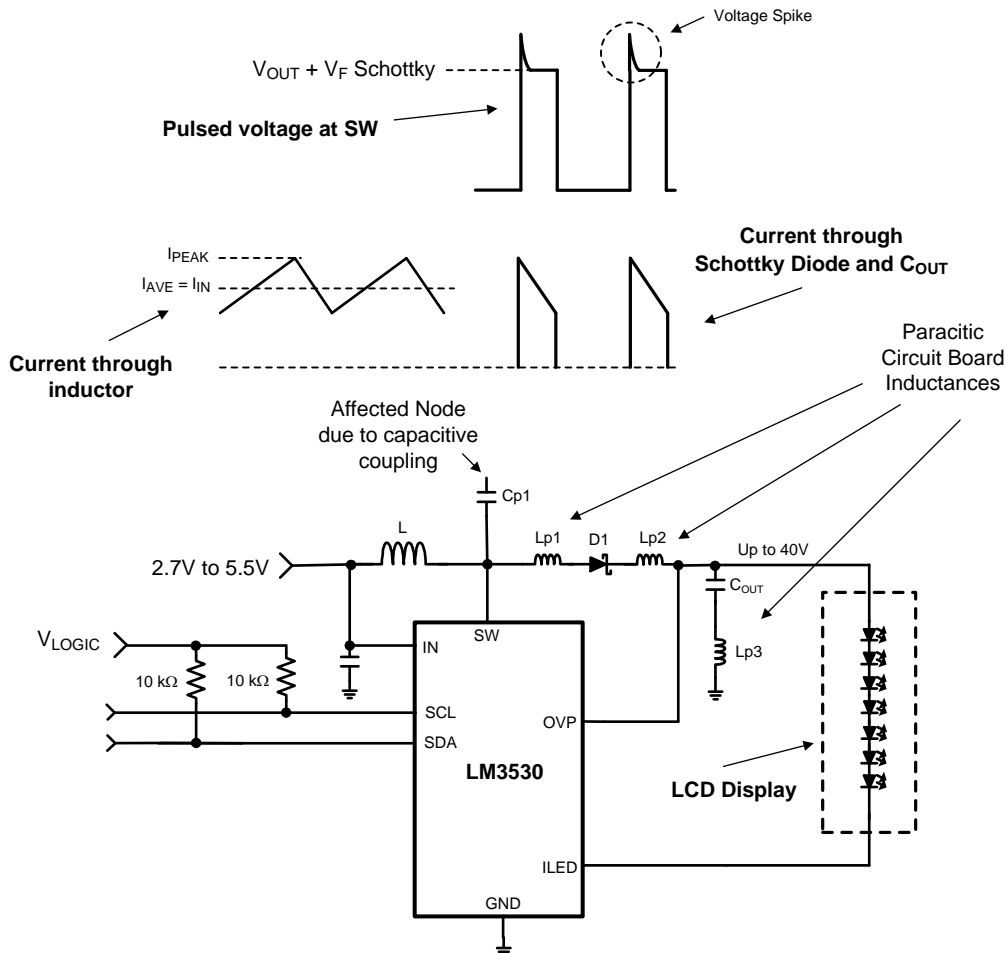 Voltage Spike
VOUT + VF Schottky
Pulsed voltage at SW
IPEAK
IAVE = IIN
Current through
Schottky Diode and COUT
Current through
inductor
Paracitic
Circuit Board
Inductances
Affected Node
due to capacitive
coupling
Cp1
L
Lp1
D1
Lp2
Up to 40V
2.7V to 5.5V
COUT
SW
VLOGIC
IN
Lp3
10 kΩ
10 kΩ
SCL
OVP
SDA
LM3530
LCD Display
ILED
GND